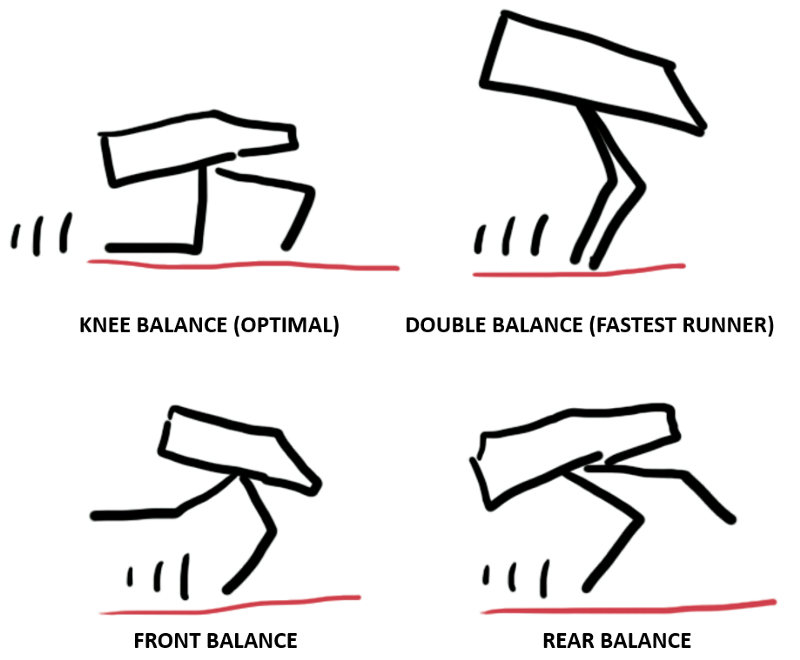 KNEE BALANCE (OPTIMAL)
DOUBLE BALANCE (FASTEST RUNNER)
FRONT BALANCE
REAR BALANCE